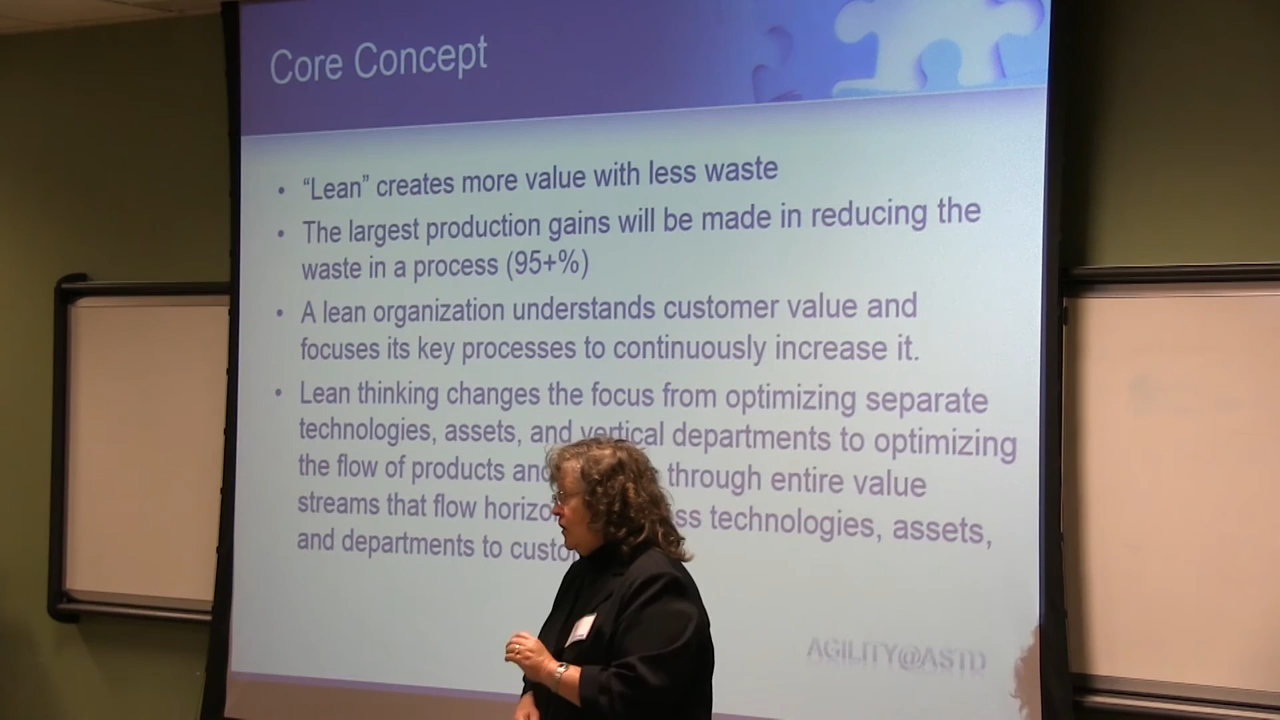 Core Concept
• “Lean” creates more value with less waste
• The largest production gains will be made in reducing the
waste in a process (95+%)
• A lean organization understands customer value and
focuses its key processes to continuously increase it.
• Lean thinking changes the focus from optimizing separate
technologies, assets, and vertical departments to optimizing
the flow of products and through entire value
streams that flow technologies, assets,
and departments to
AGILITY@ASTD